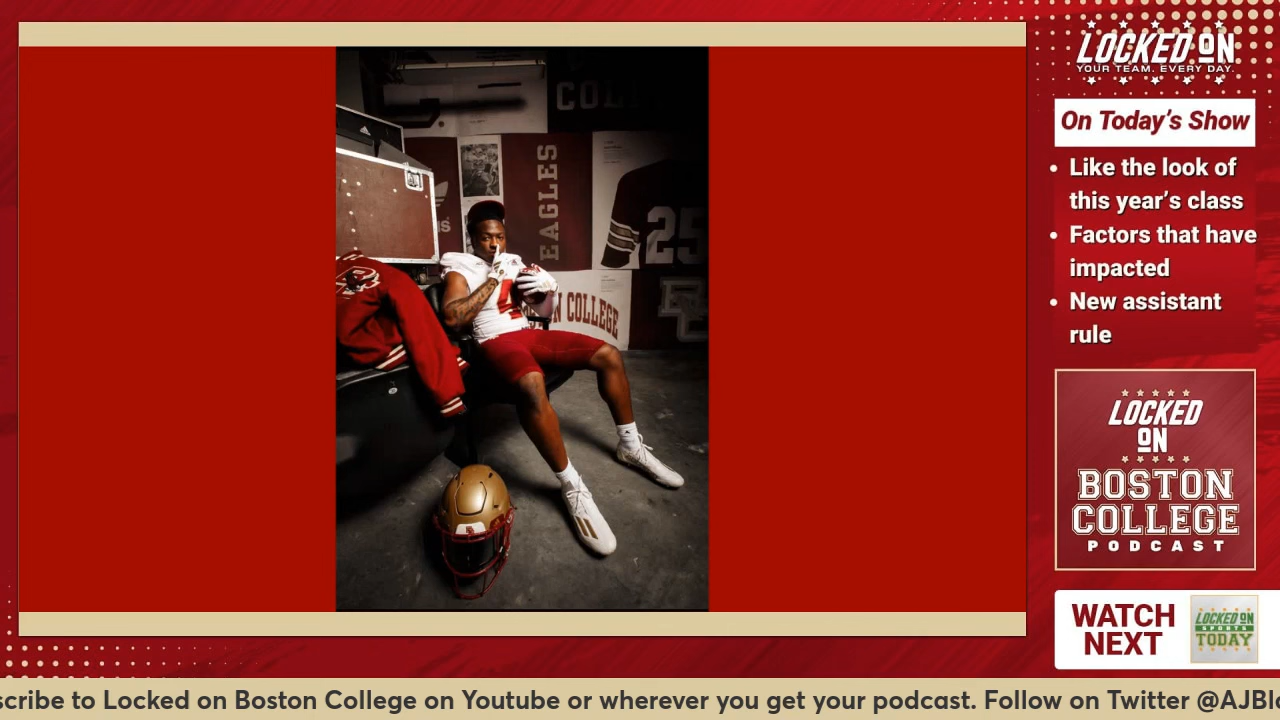 LOCKED ON
YOUR TEAM. EVERY DAY.
On Today's Show
• Like the look of
this year's class
• Factors that have
impacted
• New assistant
rule
EAGLES
25
COLLEGE
LOCKED
ON
BOSTON
COLLEGE
PODCAST
WATCH
NEXT
LOCKED ON
SPORTS
TODAY
to Locked on Boston College on Youtube or wherever you get your podcast. Follow on Twitter